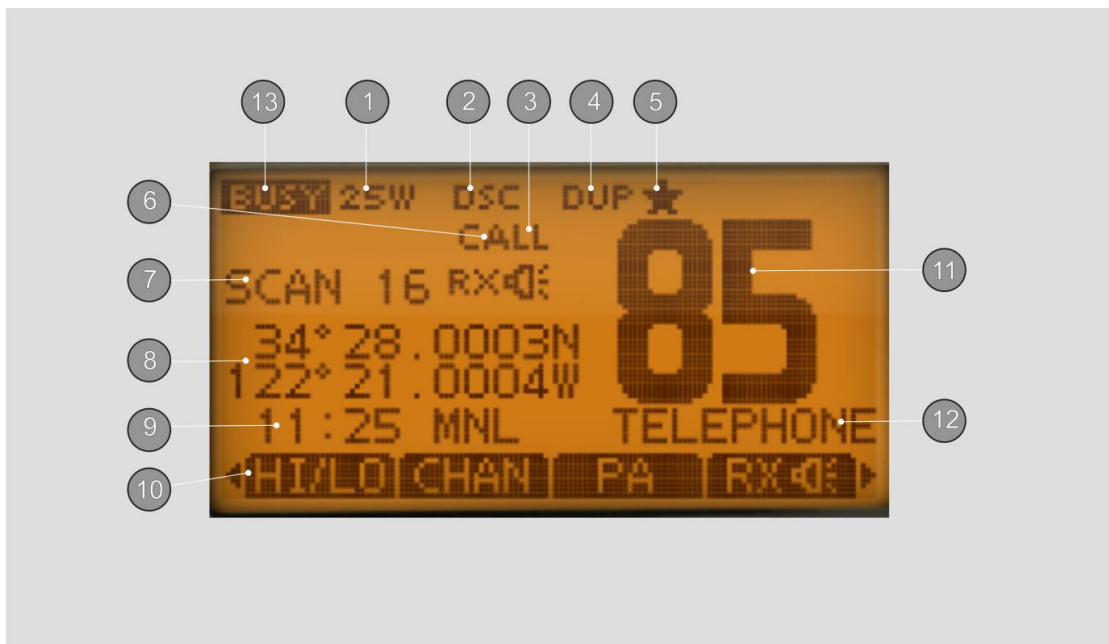 13 1 2 3 4 5
BUSY 25W DSC DUP
6 CALL
7 SCAN 16 RX 11
8 34°28.0003N
122°21.0004W
85
9 11:25 MNL TELEPHONE 12
10 HI/LO CHAN PA RX